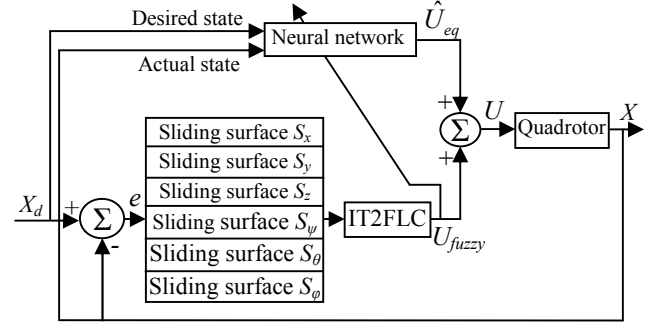 Desired state
Neural network
Actual state
Û_eq
+
Σ
+
U
Quadrotor
X
Sliding surface S_x
Sliding surface S_y
Sliding surface S_z
Sliding surface S_ψ
Sliding surface S_θ
Sliding surface S_φ
X_d
+
Σ
-
e
IT2FLC
U_fuzzy